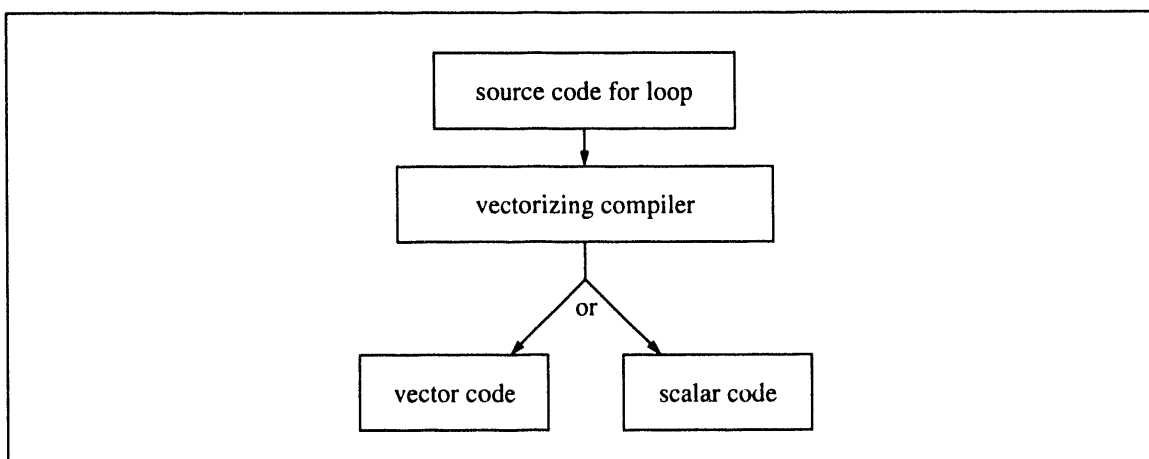 source code for loop
vectorizing compiler
or
vector code
scalar code